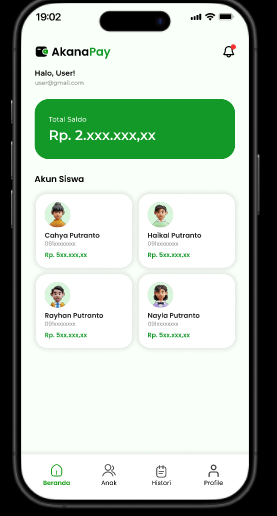 19:02
AkanaPay
Halo, User!
user@gmail.com
Total Saldo
Rp. 2.xxx.xxx,xx
Akun Siswa
Cahya Putranto
091xxxxxxx
Rp. 5xx.xxx,xx
Haikal Putranto
091xxxxxxx
Rp. 5xx.xxx,xx
Rayhan Putranto
091xxxxxxx
Rp. 5xx.xxx,xx
Nayla Putranto
091xxxxxxx
Rp. 5xx.xxx,xx
Beranda
Anak
Histori
Profile